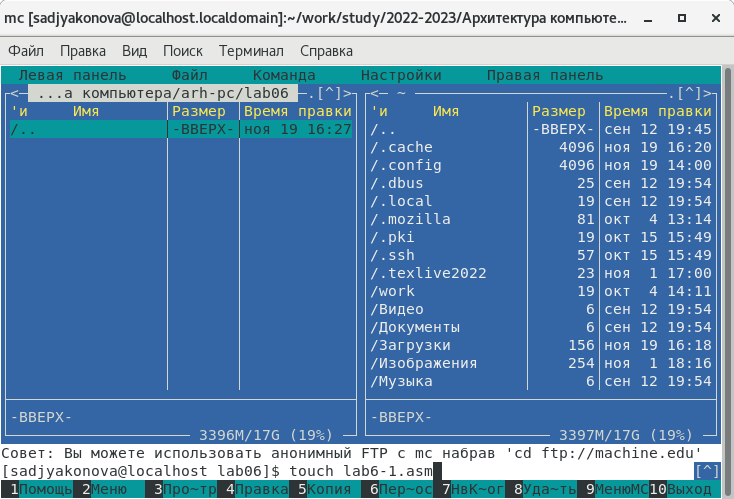 mc [sadjyakonova@localhost.localdomain]:~/work/study/2022-2023/Архитектура компьюте...
Файл Правка Вид Поиск Терминал Справка
Левая панель Файл Команда Настройки Правая панель
<— ...а компьютера/arh-pc/lab06 —.[^]>
'и Имя Размер Время правки
/.. -ВВЕРХ- ноя 19 16:27
-ВВЕРХ-
3396M/17G (19%)
<— ~ —.[^]>
'и Имя Размер Время правки
/.. -ВВЕРХ- сен 12 19:45
/.cache 4096 ноя 19 16:20
/.config 4096 ноя 19 14:00
/.dbus 25 сен 12 19:54
/.local 19 сен 12 19:54
/.mozilla 81 окт 4 13:14
/.pki 19 окт 15 15:49
/.ssh 57 окт 15 15:49
/.texlive2022 23 ноя 1 17:00
/work 19 окт 4 14:11
/Видео 6 сен 12 19:54
/Документы 6 сен 12 19:54
/Загрузки 156 ноя 19 16:18
/Изображения 254 ноя 1 18:16
/Музыка 6 сен 12 19:54
-ВВЕРХ-
3397M/17G (19%)
Совет: Вы можете использовать анонимный FTP с mc набрав 'cd ftp://machine.edu'
[sadjyakonova@localhost lab06]$ touch lab6-1.asm [^]
1Помощь 2Меню 3Про~тр 4Правка 5Копия 6Пер~ос 7НвК~ог 8Уда~ть 9МенюMC 10Выход